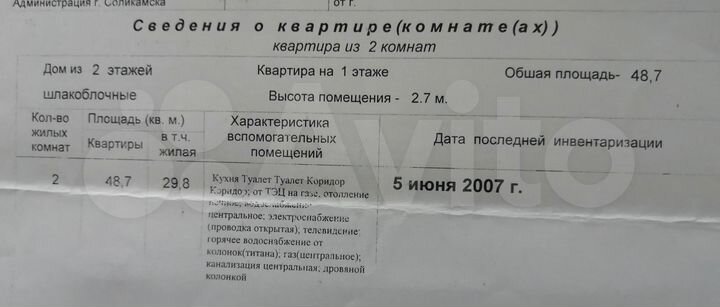 Администрация г. Соликамска
от г.
Сведения о квартире(комнате(ах))
квартира из 2 комнат
Дом из 2 этажей
Квартира на 1 этаже
Обшая площадь- 48,7
шлакоблочные
Высота помещения - 2.7 м.
Кол-во жилых комнат
Площадь (кв. м.)
Квартиры
в т.ч. жилая
Характеристика
вспомогательных
помещений
Дата последней инвентаризации
2
48,7
29,8
Кухня Туалет Туалет Коридор
Коридор; от ТЭЦ на газе, отопление
печное; водоснабжение
центральное; электроснабжение
(проводка открытая); телевидение;
горячее водоснабжение от
колонок(титана); газ(центральное);
канализация центральная; дровяной
колонкой
5 июня 2007 г.
Avito